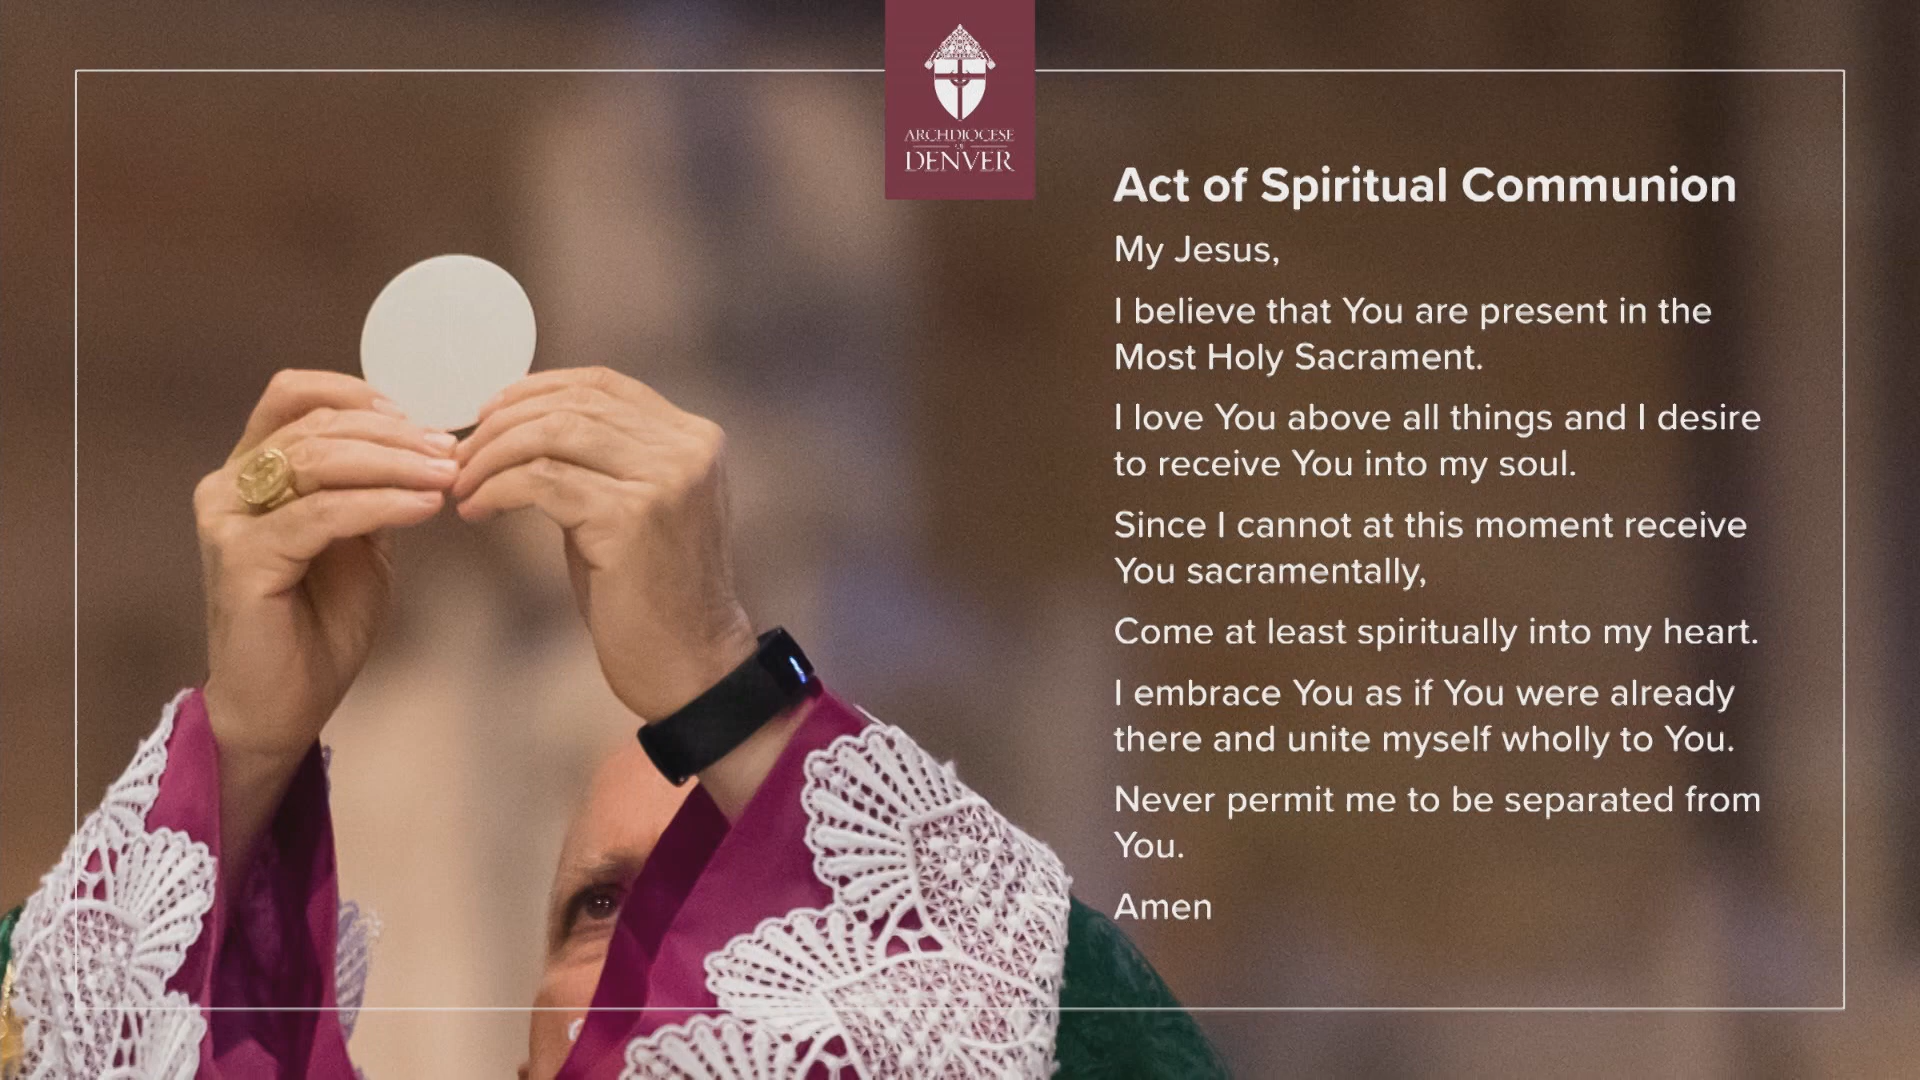 ARCHDIOCESE
OF
DENVER
Act of Spiritual Communion
My Jesus,
I believe that You are present in the
Most Holy Sacrament.
I love You above all things and I desire
to receive You into my soul.
Since I cannot at this moment receive
You sacramentally,
Come at least spiritually into my heart.
I embrace You as if You were already
there and unite myself wholly to You.
Never permit me to be separated from
You.
Amen